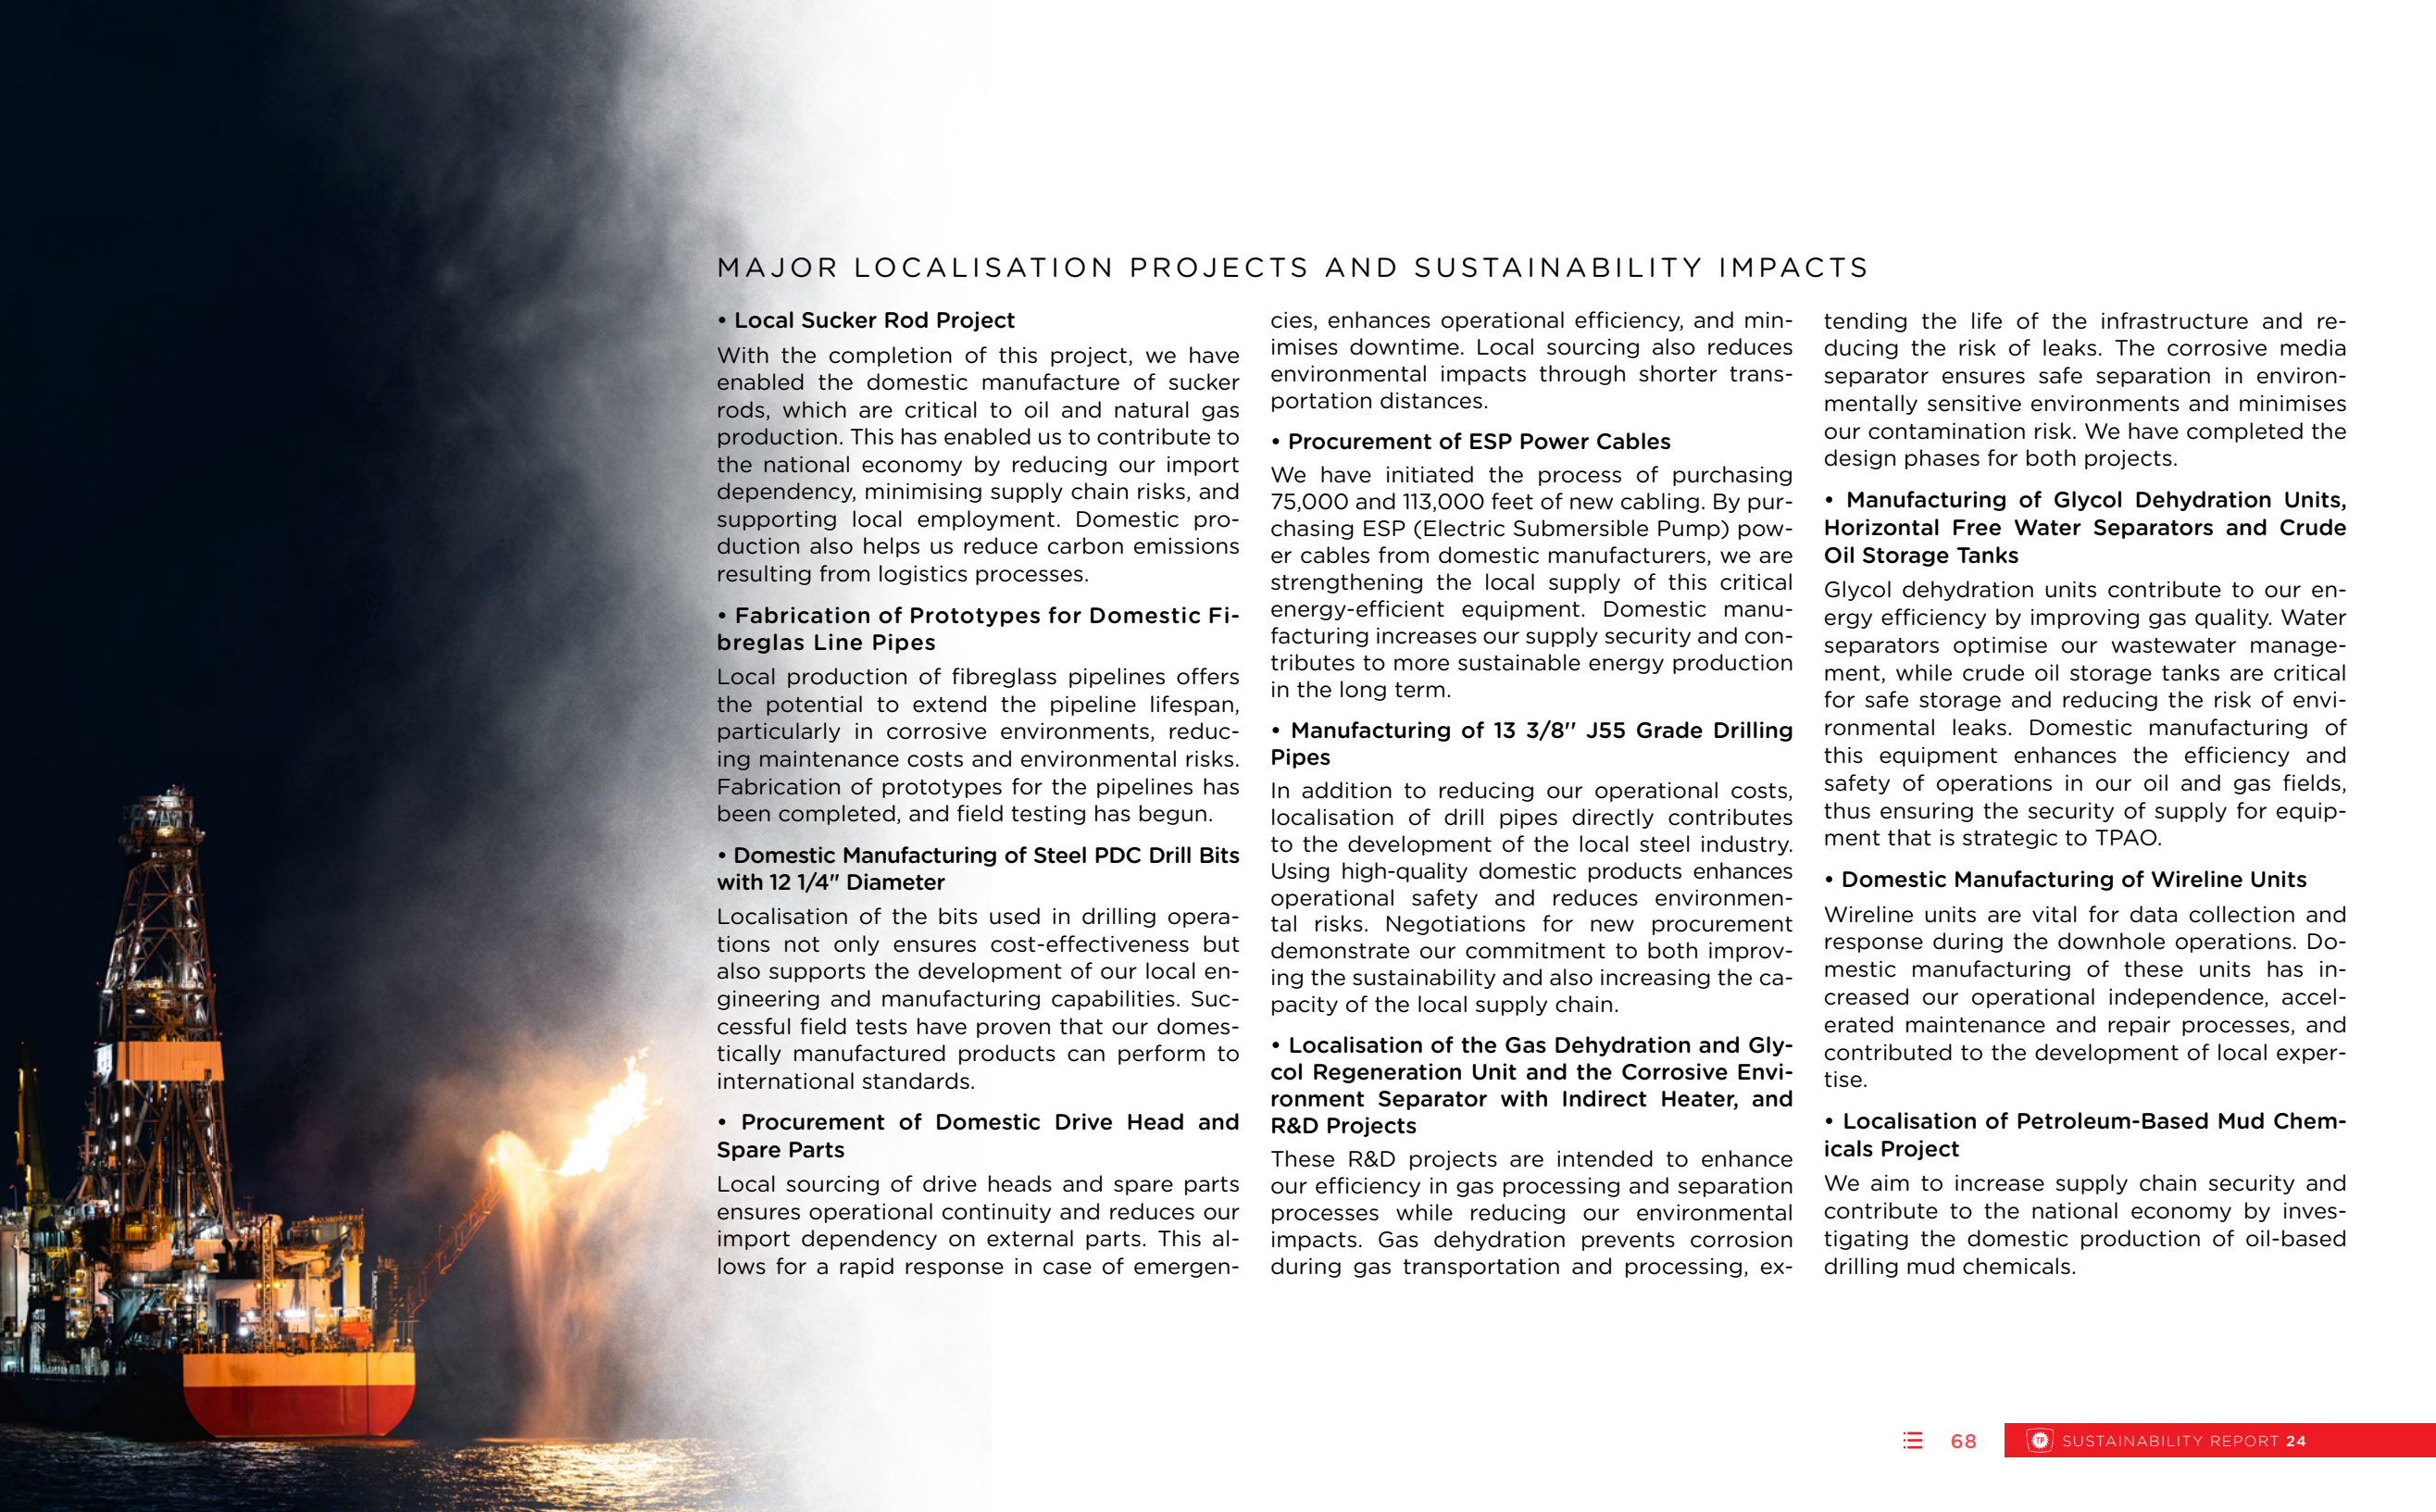 MAJOR LOCALISATION PROJECTS AND SUSTAINABILITY IMPACTS
• Local Sucker Rod Project
With the completion of this project, we have
enabled the domestic manufacture of sucker
rods, which are critical to oil and natural gas
production. This has enabled us to contribute to
the national economy by reducing our import
dependency, minimising supply chain risks, and
supporting local employment. Domestic pro-
duction also helps us reduce carbon emissions
resulting from logistics processes.
• Fabrication of Prototypes for Domestic Fi-
breglas Line Pipes
Local production of fibreglass pipelines offers
the potential to extend the pipeline lifespan,
particularly in corrosive environments, reduc-
ing maintenance costs and environmental risks.
Fabrication of prototypes for the pipelines has
been completed, and field testing has begun.
• Domestic Manufacturing of Steel PDC Drill Bits
with 12 1/4" Diameter
Localisation of the bits used in drilling opera-
tions not only ensures cost-effectiveness but
also supports the development of our local en-
gineering and manufacturing capabilities. Suc-
cessful field tests have proven that our domes-
tically manufactured products can perform to
international standards.
• Procurement of Domestic Drive Head and
Spare Parts
Local sourcing of drive heads and spare parts
ensures operational continuity and reduces our
import dependency on external parts. This al-
lows for a rapid response in case of emergen-
cies, enhances operational efficiency, and min-
imises downtime. Local sourcing also reduces
environmental impacts through shorter trans-
portation distances.
• Procurement of ESP Power Cables
We have initiated the process of purchasing
75,000 and 113,000 feet of new cabling. By pur-
chasing ESP (Electric Submersible Pump) pow-
er cables from domestic manufacturers, we are
strengthening the local supply of this critical
energy-efficient equipment. Domestic manu-
facturing increases our supply security and con-
tributes to more sustainable energy production
in the long term.
• Manufacturing of 13 3/8'' J55 Grade Drilling
Pipes
In addition to reducing our operational costs,
localisation of drill pipes directly contributes
to the development of the local steel industry.
Using high-quality domestic products enhances
operational safety and reduces environmen-
tal risks. Negotiations for new procurement
demonstrate our commitment to both improv-
ing the sustainability and also increasing the ca-
pacity of the local supply chain.
• Localisation of the Gas Dehydration and Gly-
col Regeneration Unit and the Corrosive Envi-
ronment Separator with Indirect Heater, and
R&D Projects
These R&D projects are intended to enhance
our efficiency in gas processing and separation
processes while reducing our environmental
impacts. Gas dehydration prevents corrosion
during gas transportation and processing, ex-
tending the life of the infrastructure and re-
ducing the risk of leaks. The corrosive media
separator ensures safe separation in environ-
mentally sensitive environments and minimises
our contamination risk. We have completed the
design phases for both projects.
• Manufacturing of Glycol Dehydration Units,
Horizontal Free Water Separators and Crude
Oil Storage Tanks
Glycol dehydration units contribute to our en-
ergy efficiency by improving gas quality. Water
separators optimise our wastewater manage-
ment, while crude oil storage tanks are critical
for safe storage and reducing the risk of envi-
ronmental leaks. Domestic manufacturing of
this equipment enhances the efficiency and
safety of operations in our oil and gas fields,
thus ensuring the security of supply for equip-
ment that is strategic to TPAO.
• Domestic Manufacturing of Wireline Units
Wireline units are vital for data collection and
response during the downhole operations. Do-
mestic manufacturing of these units has in-
creased our operational independence, accel-
erated maintenance and repair processes, and
contributed to the development of local exper-
tise.
• Localisation of Petroleum-Based Mud Chem-
icals Project
We aim to increase supply chain security and
contribute to the national economy by inves-
tigating the domestic production of oil-based
drilling mud chemicals.
68
TP SUSTAINABILITY REPORT 24